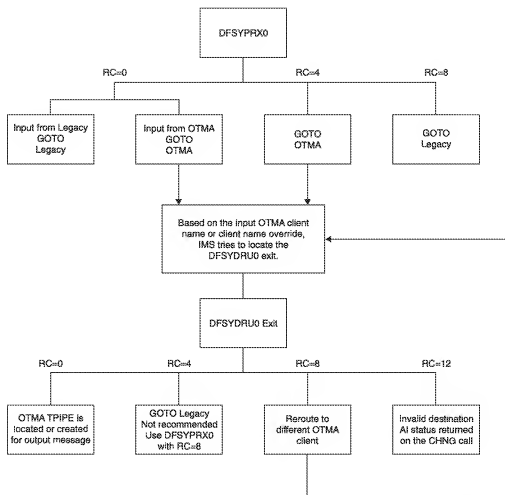 DFSYPRX0
RC=0
RC=4
RC=8
Input from Legacy
GOTO
Legacy
Input from OTMA
GOTO
OTMA
GOTO
OTMA
GOTO
Legacy
Based on the input OTMA client
name or client name override,
IMS tries to locate the
DFSYDRU0 exit.
DFSYDRU0 Exit
RC=0
RC=4
RC=8
RC=12
OTMA TPIPE is
located or created
for output message
GOTO Legacy
Not recommended
Use DFSYPRX0
with RC=8
Reroute to
different OTMA
client
Invalid destination
AI status returned
on the CHNG call